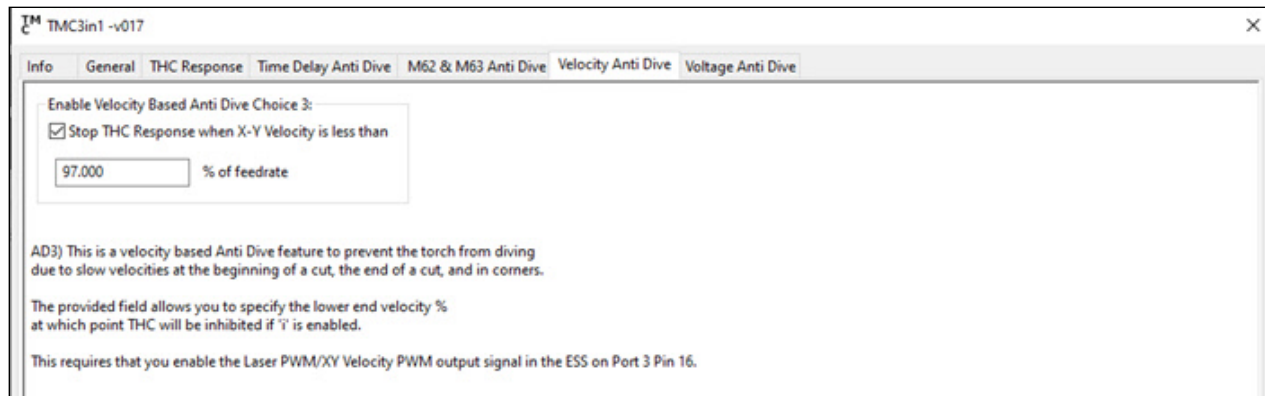 TMC TMC3in1 -v017
Info General THC Response Time Delay Anti Dive M62 & M63 Anti Dive Velocity Anti Dive Voltage Anti Dive
Enable Velocity Based Anti Dive Choice 3:
Stop THC Response when X-Y Velocity is less than
97.000 % of feedrate
AD3) This is a velocity based Anti Dive feature to prevent the torch from diving
due to slow velocities at the beginning of a cut, the end of a cut, and in corners.
The provided field allows you to specify the lower end velocity %
at which point THC will be inhibited if 'i' is enabled.
This requires that you enable the Laser PWM/XY Velocity PWM output signal in the ESS on Port 3 Pin 16.